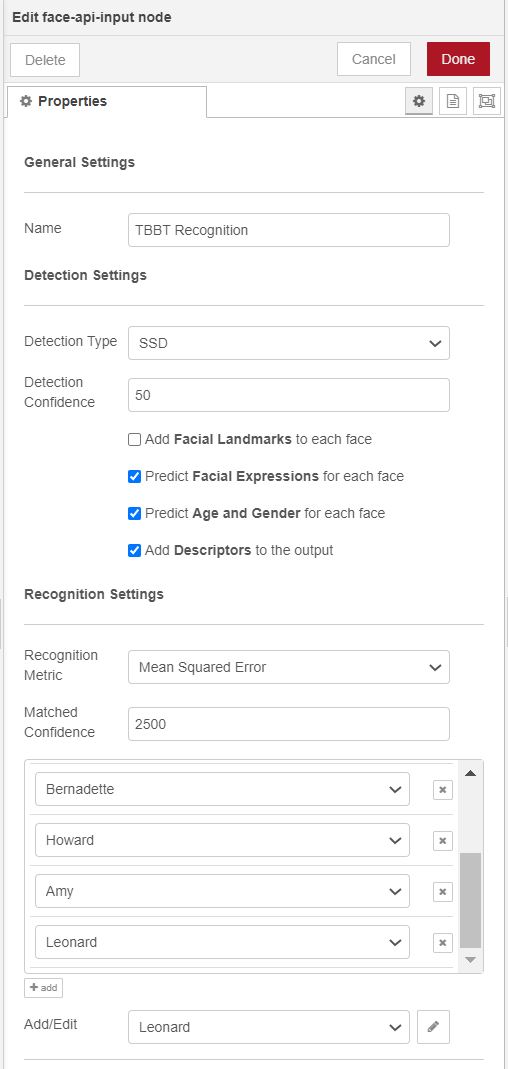 Edit face-api-input node
Delete
Cancel
Done
Properties
General Settings
Name
TBBT Recognition
Detection Settings
Detection Type
SSD
Detection
Confidence
50
Add Facial Landmarks to each face
Predict Facial Expressions for each face
Predict Age and Gender for each face
Add Descriptors to the output
Recognition Settings
Recognition
Metric
Mean Squared Error
Matched
Confidence
2500
Bernadette
Howard
Amy
Leonard
add
Add/Edit
Leonard